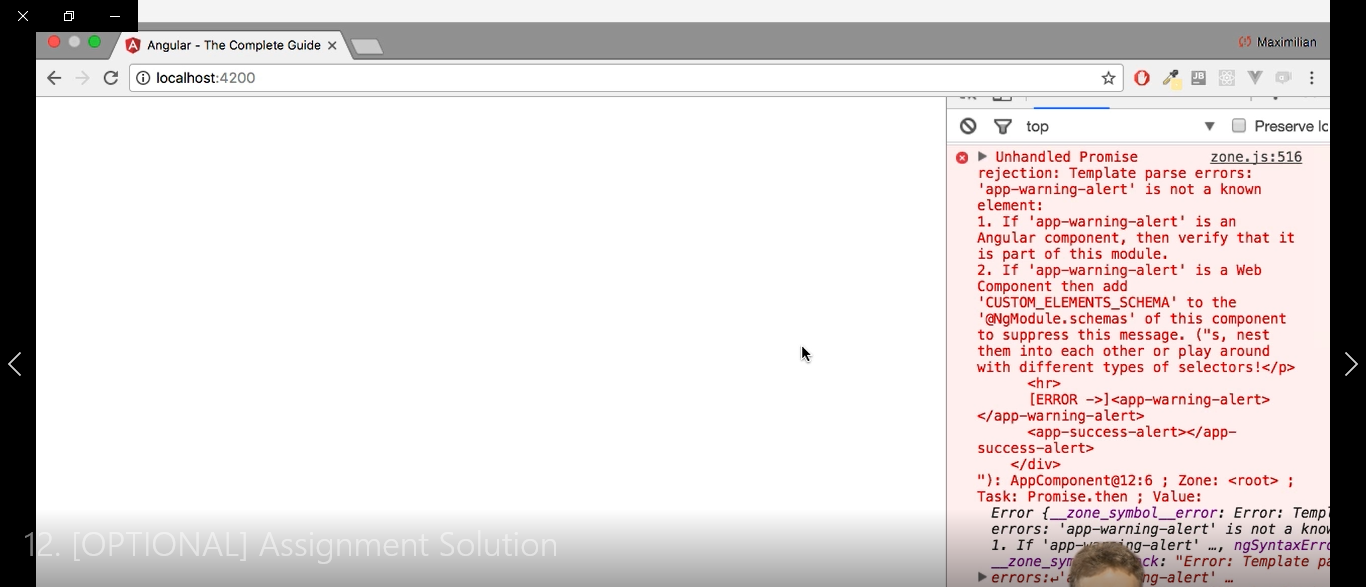 Angular - The Complete Guide
Maximilian
localhost:4200
top
Preserve lo
Unhandled Promise zone.js:516
rejection: Template parse errors:
'app-warning-alert' is not a known
element:
1. If 'app-warning-alert' is an
Angular component, then verify that it
is part of this module.
2. If 'app-warning-alert' is a Web
Component then add
'CUSTOM_ELEMENTS_SCHEMA' to the
'@NgModule.schemas' of this component
to suppress this message. ("s, nest
them into each other or play around
with different types of selectors!</p>
<hr>
[ERROR ->]<app-warning-alert>
</app-warning-alert>
<app-success-alert></app-
success-alert>
</div>
"): AppComponent@12:6 ; Zone: <root> ;
Task: Promise.then ; Value:
Error {__zone_symbol__error: Error: Templ
errors: 'app-warning-alert' is not a know
1. If 'app-warning-alert' …, ngSyntaxErro
12. [OPTIONAL] Assignment Solution
__zone_sym ck: "Error: Template pa
errors:↵'a ng-alert' …